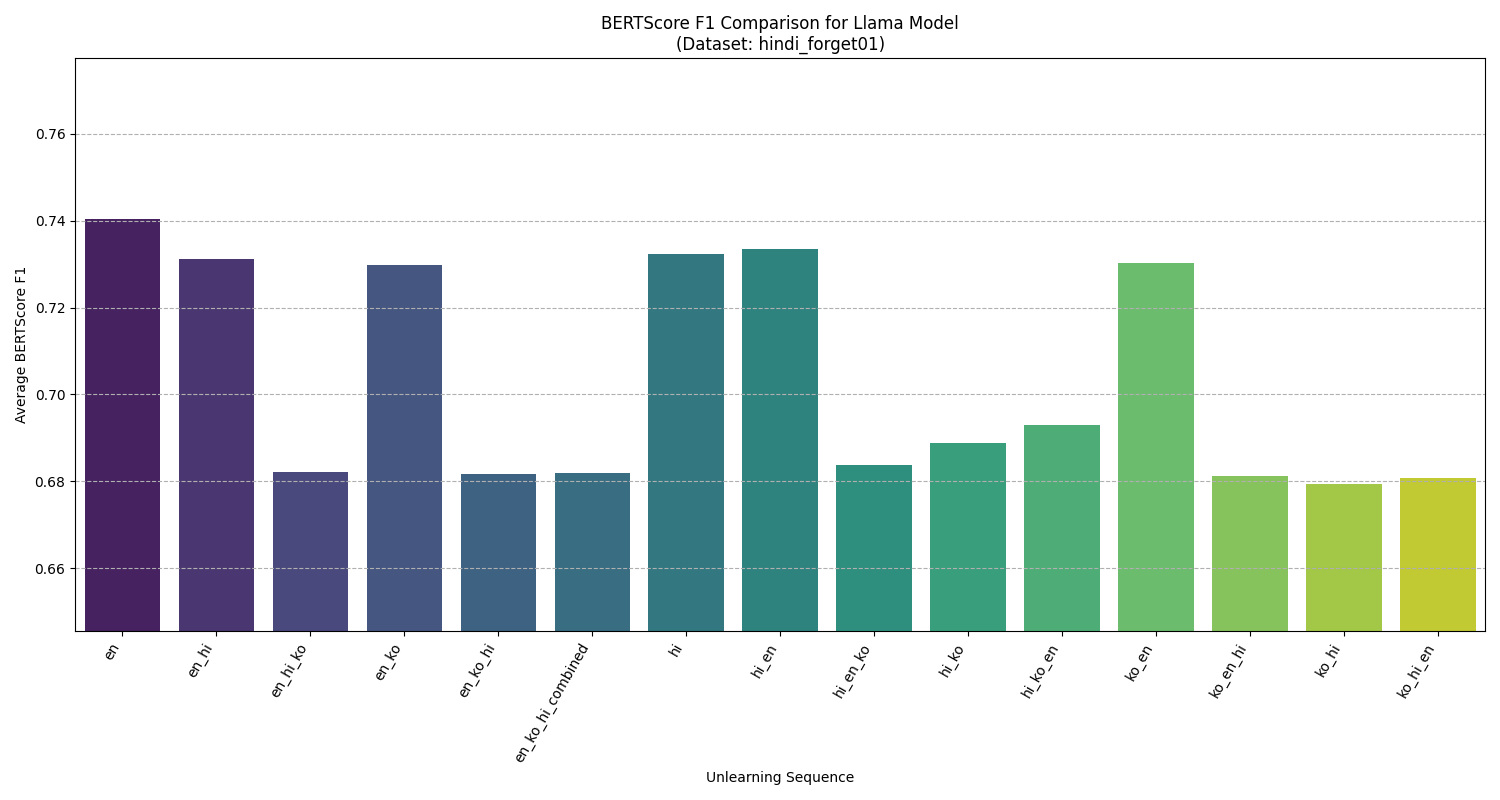 BERTScore F1 Comparison for Llama Model
(Dataset: hindi_forget01)
Average BERTScore F1
0.76
0.74
0.72
0.70
0.68
0.66
en
en_hi
en_hi_ko
en_ko
en_ko_hi
en_ko_hi_combined
hi
hi_en
hi_en_ko
hi_ko
hi_ko_en
ko_en
ko_en_hi
ko_hi
ko_hi_en
Unlearning Sequence